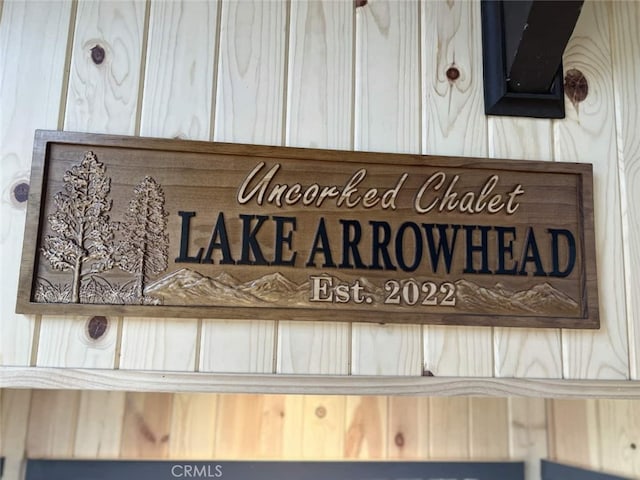 Uncorked Chalet
LAKE ARROWHEAD
Est. 2022
CRMLS